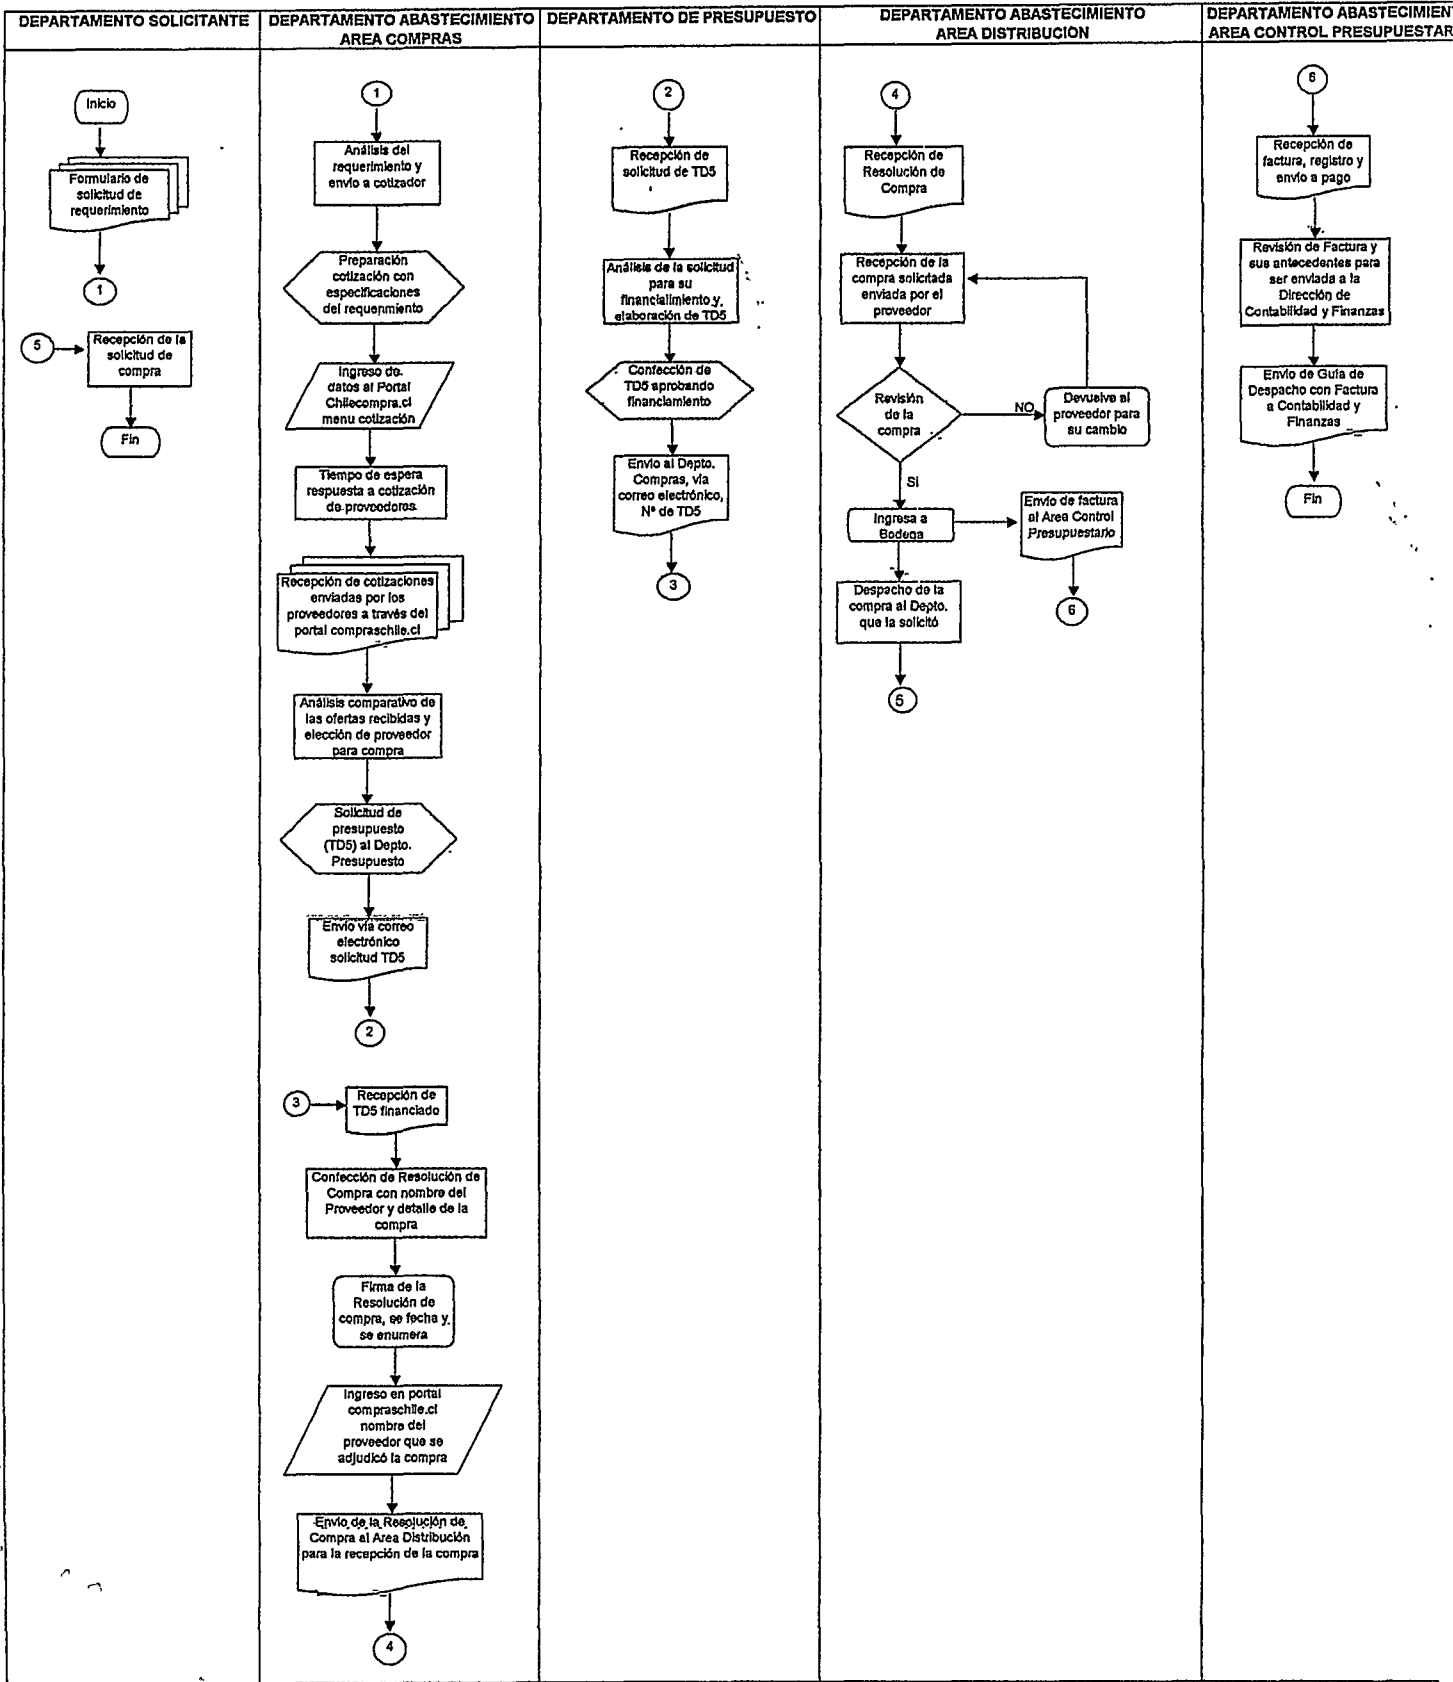 DEPARTAMENTO SOLICITANTE
Inicio
Formulario de
solicitud de
requerimiento
1
5
Recepción de la
solicitud de
compra
Fin
DEPARTAMENTO ABASTECIMIENTO
AREA COMPRAS
1
Análisis del
requerimiento y
envío a cotizador
Preparación
cotización con
especificaciones
del requenmiento
Ingreso de
datos al Portal
Chilecompra.cl
menu cotización
Tiempo de espera
respuesta a cotización
de proveedores
Recepción de cotizaciones
enviadas por los
proveedores a través del
portal compraschile.cl
Análisis comparativo de
las ofertas recibidas y
elección de proveedor
para compra
Solicitud de
presupuesto
(TD5) al Depto.
Presupuesto
Envío vía correo
electrónico
solicitud TD5
2
3
Recepción de
TD5 financiado
Confección de Resolución de
Compra con nombre del
Proveedor y detalle de la
compra
Firma de la
Resolución de
compra, se fecha y
se enumera
Ingreso en portal
compraschile.cl
nombre del
proveedor que se
adjudicó la compra
Envío de la Resolución de
Compra al Area Distribución
para la recepción de la compra
4
DEPARTAMENTO DE PRESUPUESTO
2
Recepción de
solicitud de TD5
Análisis de la solicitud
para su
financialimiento y
elaboración de TD5
Confección de
TD5 aprobando
financiamiento
Envío al Depto.
Compras, vía
correo electrónico,
Nº de TD5
3
DEPARTAMENTO ABASTECIMIENTO
AREA DISTRIBUCION
4
Recepción de
Resolución de
Compra
Recepción de la
compra solicitada
enviada por el
proveedor
Revisión
de la
compra
NO
Devuelve al
proveedor para
su cambio
SI
Ingresa a
Bodega
Envío de factura
al Area Control
Presupuestario
6
Despacho de la
compra al Depto.
que la solicitó
5
DEPARTAMENTO ABASTECIMIENT
AREA CONTROL PRESUPUESTAR
6
Recepción de
factura, registro y
envío a pago
Revisión de Factura y
sus antecedentes para
ser enviada a la
Dirección de
Contabilidad y Finanzas
Envío de Guía de
Despacho con Factura
a Contabilidad y
Finanzas
Fin